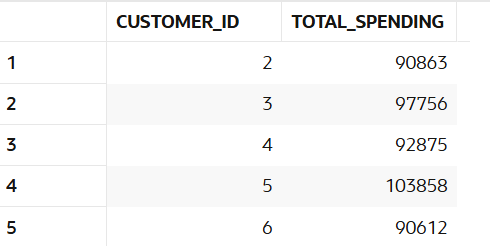 CUSTOMER_ID TOTAL_SPENDING
1 2 90863
2 3 97756
3 4 92875
4 5 103858
5 6 90612